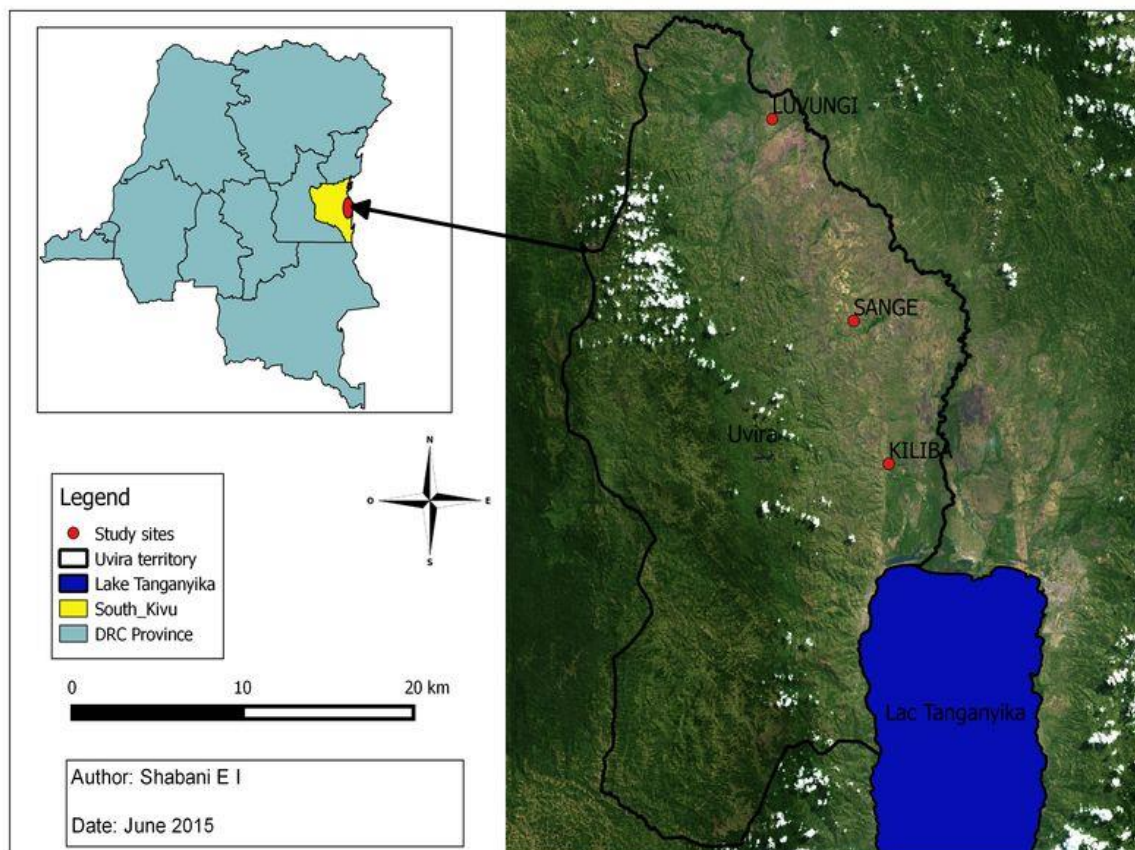 LUVUNGI
SANGE
Uvira
KILIBA
Lac Tanganyika
N
O
E
S
Legend
Study sites
Uvira territory
Lake Tanganyika
South_Kivu
DRC Province
0 10 20 km
Author: Shabani E I
Date: June 2015